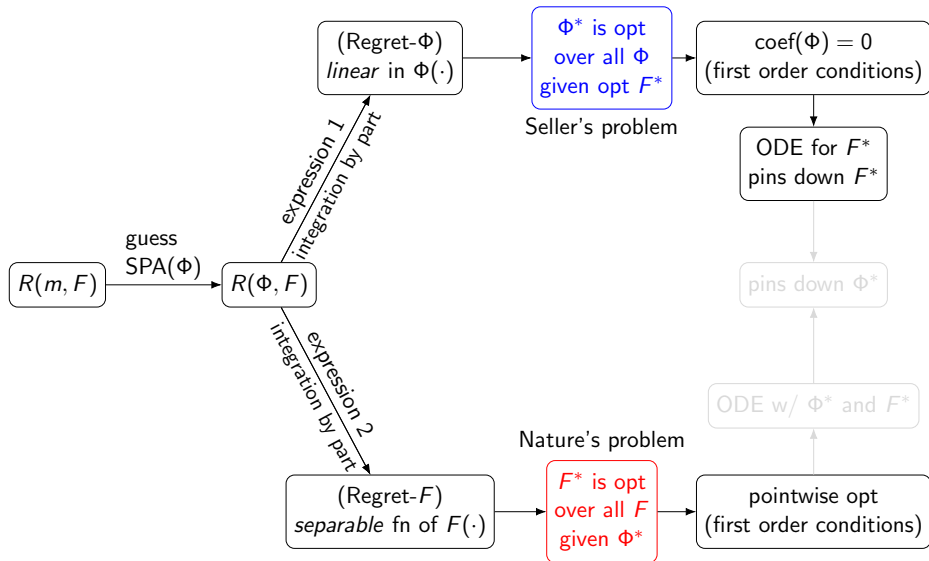 (Regret-Φ)
linear in Φ(·)
Φ* is opt
over all Φ
given opt F*
Seller's problem
coef(Φ) = 0
(first order conditions)
ODE for F*
pins down F*
expression 1
integration by part
guess
SPA(Φ)
R(m, F)
R(Φ, F)
pins down Φ*
expression 2
integration by part
ODE w/ Φ* and F*
Nature's problem
(Regret-F)
separable fn of F(·)
F* is opt
over all F
given Φ*
pointwise opt
(first order conditions)